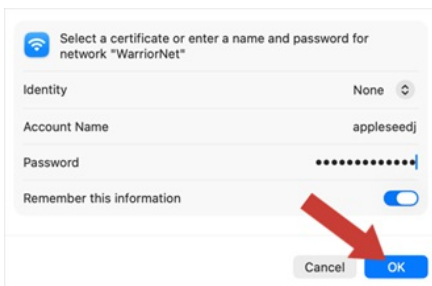 Select a certificate or enter a name and password for
network "WarriorNet"
Identity None
Account Name appleseedj
Password •••••••••••••
Remember this information
Cancel OK